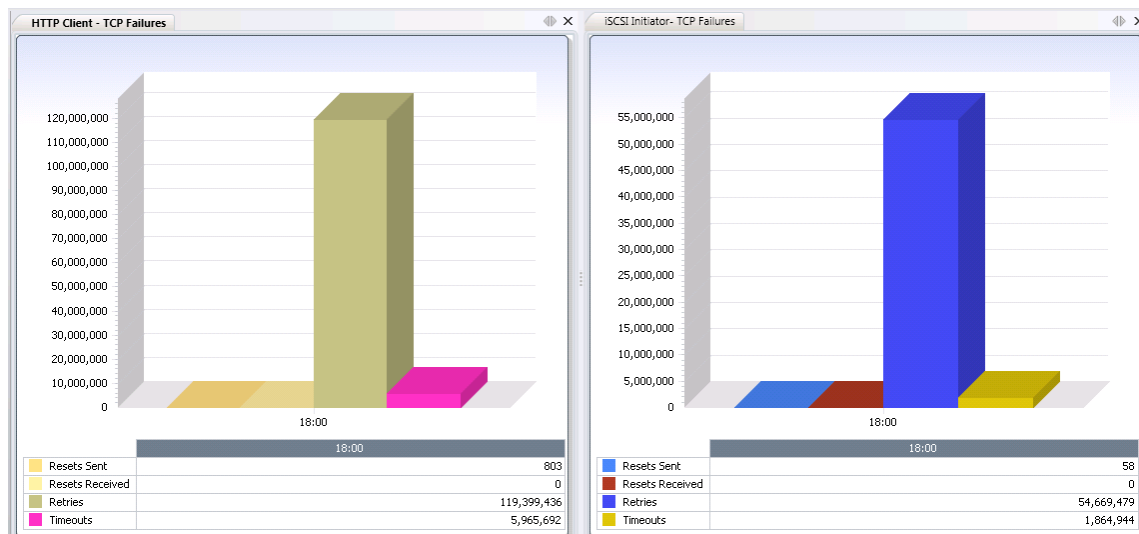 HTTP Client - TCP Failures
120,000,000
110,000,000
100,000,000
90,000,000
80,000,000
70,000,000
60,000,000
50,000,000
40,000,000
30,000,000
20,000,000
10,000,000
0
18:00
18:00
Resets Sent 803
Resets Received 0
Retries 119,399,436
Timeouts 5,965,692
iSCSI Initiator- TCP Failures
55,000,000
50,000,000
45,000,000
40,000,000
35,000,000
30,000,000
25,000,000
20,000,000
15,000,000
10,000,000
5,000,000
0
18:00
18:00
Resets Sent 58
Resets Received 0
Retries 54,669,479
Timeouts 1,864,944